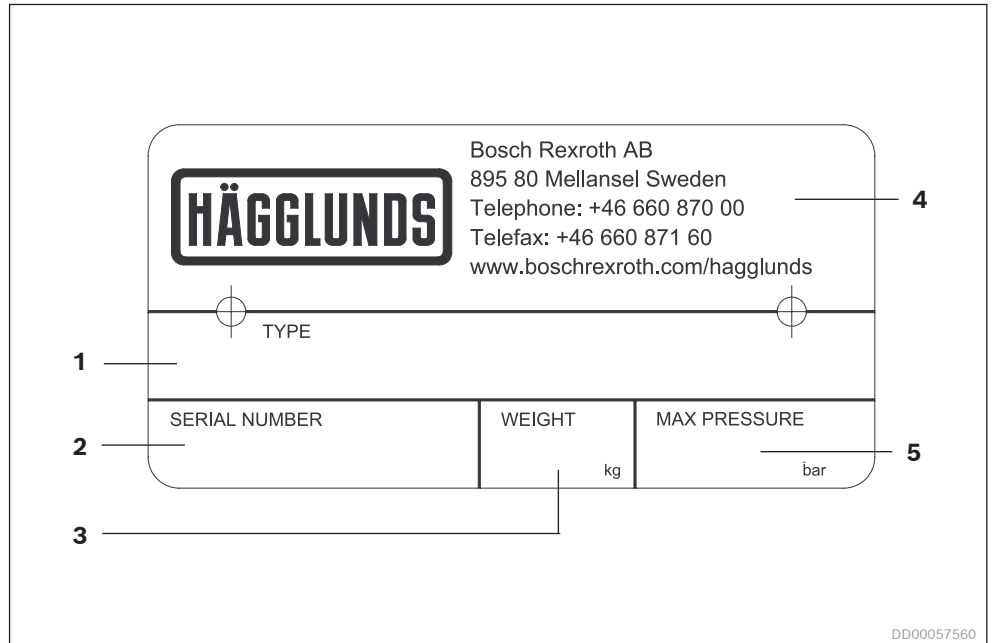 HÄGGLUNDS
Bosch Rexroth AB
895 80 Mellansel Sweden
Telephone: +46 660 870 00
Telefax: +46 660 871 60
www.boschrexroth.com/hagglunds
4
TYPE
1
SERIAL NUMBER
2
WEIGHT
kg
3
MAX PRESSURE
bar
5
DD00057560